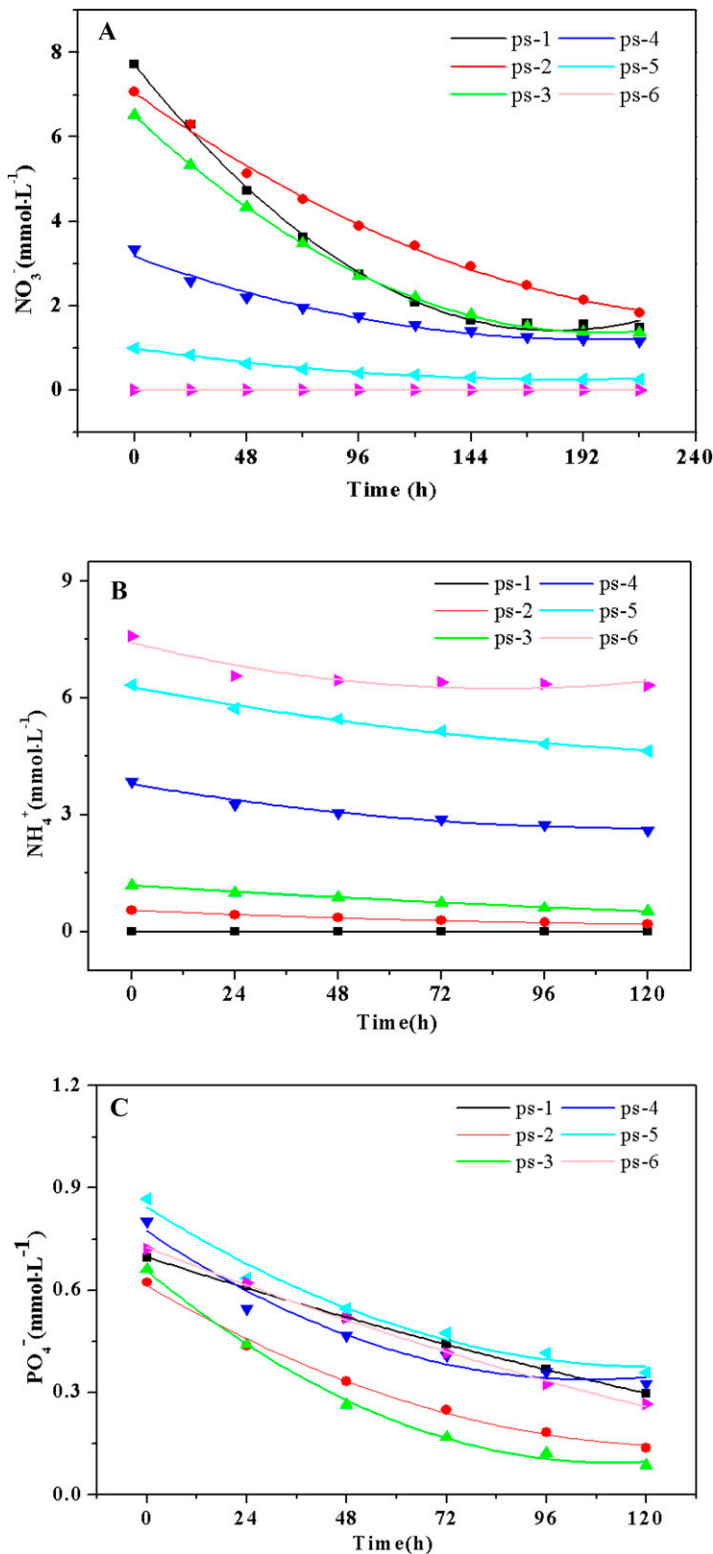 A
ps-1 ps-4
ps-2 ps-5
ps-3 ps-6
8
6
4
2
0
NO₃⁻(mmol·L⁻¹)
0 48 96 144 192 240
Time (h)
B
ps-1 ps-4
ps-2 ps-5
ps-3 ps-6
9
6
3
0
NH₄⁺(mmol·L⁻¹)
0 24 48 72 96 120
Time(h)
C
ps-1 ps-4
ps-2 ps-5
ps-3 ps-6
1.2
0.9
0.6
0.3
0.0
PO₄⁻(mmol·L⁻¹)
0 24 48 72 96 120
Time(h)